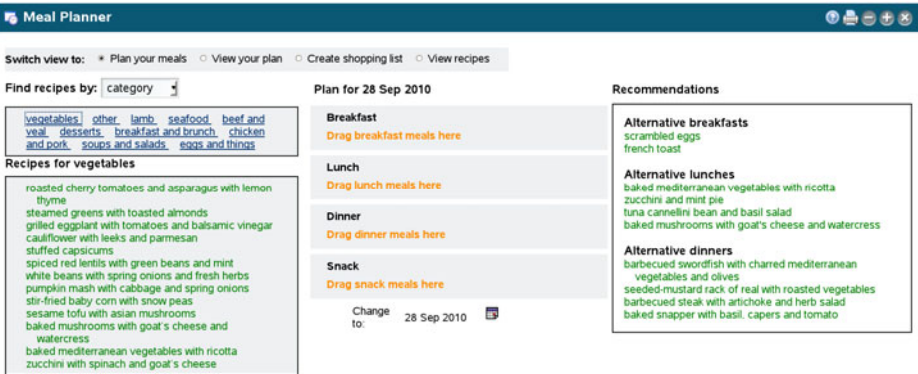 Meal Planner
Switch view to: Plan your meals View your plan Create shopping list View recipes
Find recipes by: category
vegetables other lamb seafood beef and
veal desserts breakfast and brunch chicken
and pork soups and salads eggs and things
Recipes for vegetables
roasted cherry tomatoes and asparagus with lemon
thyme
steamed greens with toasted almonds
grilled eggplant with tomatoes and balsamic vinegar
cauliflower with leeks and parmesan
stuffed capsicums
spiced red lentils with green beans and mint
white beans with spring onions and fresh herbs
pumpkin mash with cabbage and spring onions
stir-fried baby corn with snow peas
sesame tofu with asian mushrooms
baked mushrooms with goat's cheese and
watercress
baked mediterranean vegetables with ricotta
zucchini with spinach and goat's cheese
Plan for 28 Sep 2010
Breakfast
Drag breakfast meals here
Lunch
Drag lunch meals here
Dinner
Drag dinner meals here
Snack
Drag snack meals here
Change
to: 28 Sep 2010
Recommendations
Alternative breakfasts
scrambled eggs
french toast
Alternative lunches
baked mediterranean vegetables with ricotta
zucchini and mint pie
tuna cannellini bean and basil salad
baked mushrooms with goat's cheese and watercress
Alternative dinners
barbecued swordfish with charred mediterranean
vegetables and olives
seeded-mustard rack of real with roasted vegetables
barbecued steak with artichoke and herb salad
baked snapper with basil, capers and tomato